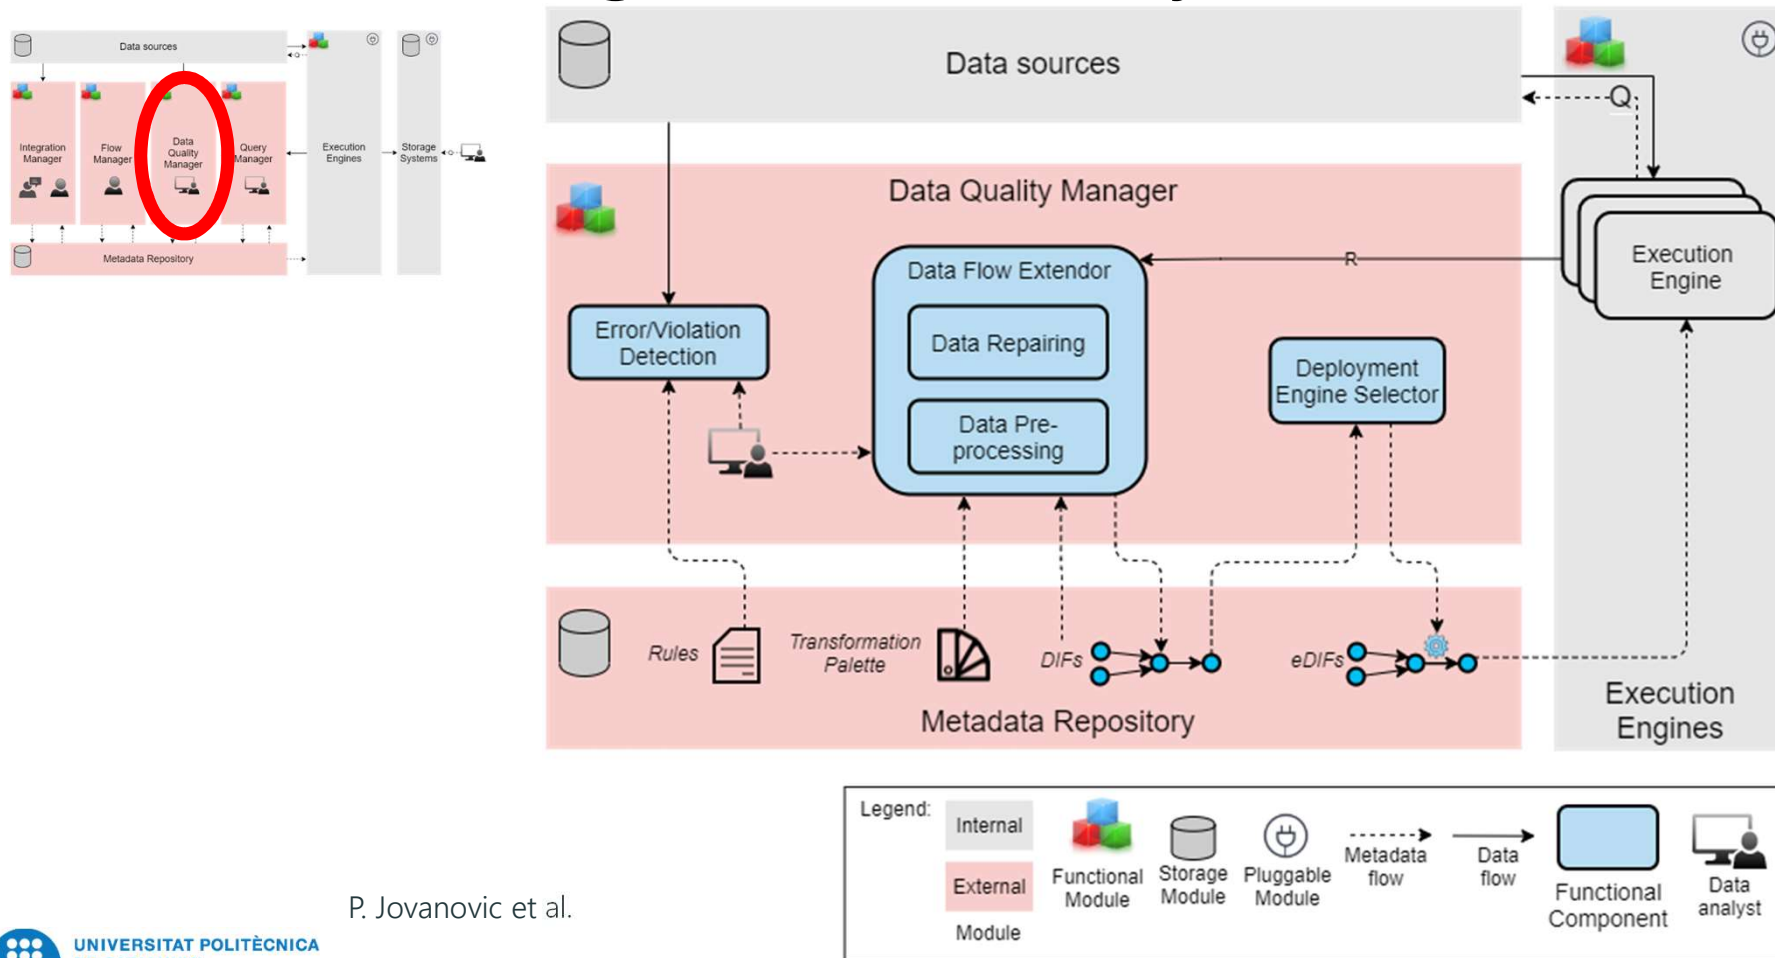 Data sources
Integration
Manager
Flow
Manager
Data
Quality
Manager
Query
Manager
Execution
Engines
Storage
Systems
Q
Metadata Repository
Data sources
Q
Data Quality Manager
Data Flow Extendor
R
Execution
Engine
Error/Violation
Detection
Data Repairing
Deployment
Engine Selector
Data Pre-
processing
Rules
Transformation
Palette
DIFs
eDIFs
Metadata Repository
Execution
Engines
Legend:
Internal
External
Module
Functional
Module
Storage
Module
Pluggable
Module
Metadata
flow
Data
flow
Functional
Component
Data
analyst
P. Jovanovic et al.
UNIVERSITAT POLITÈCNICA